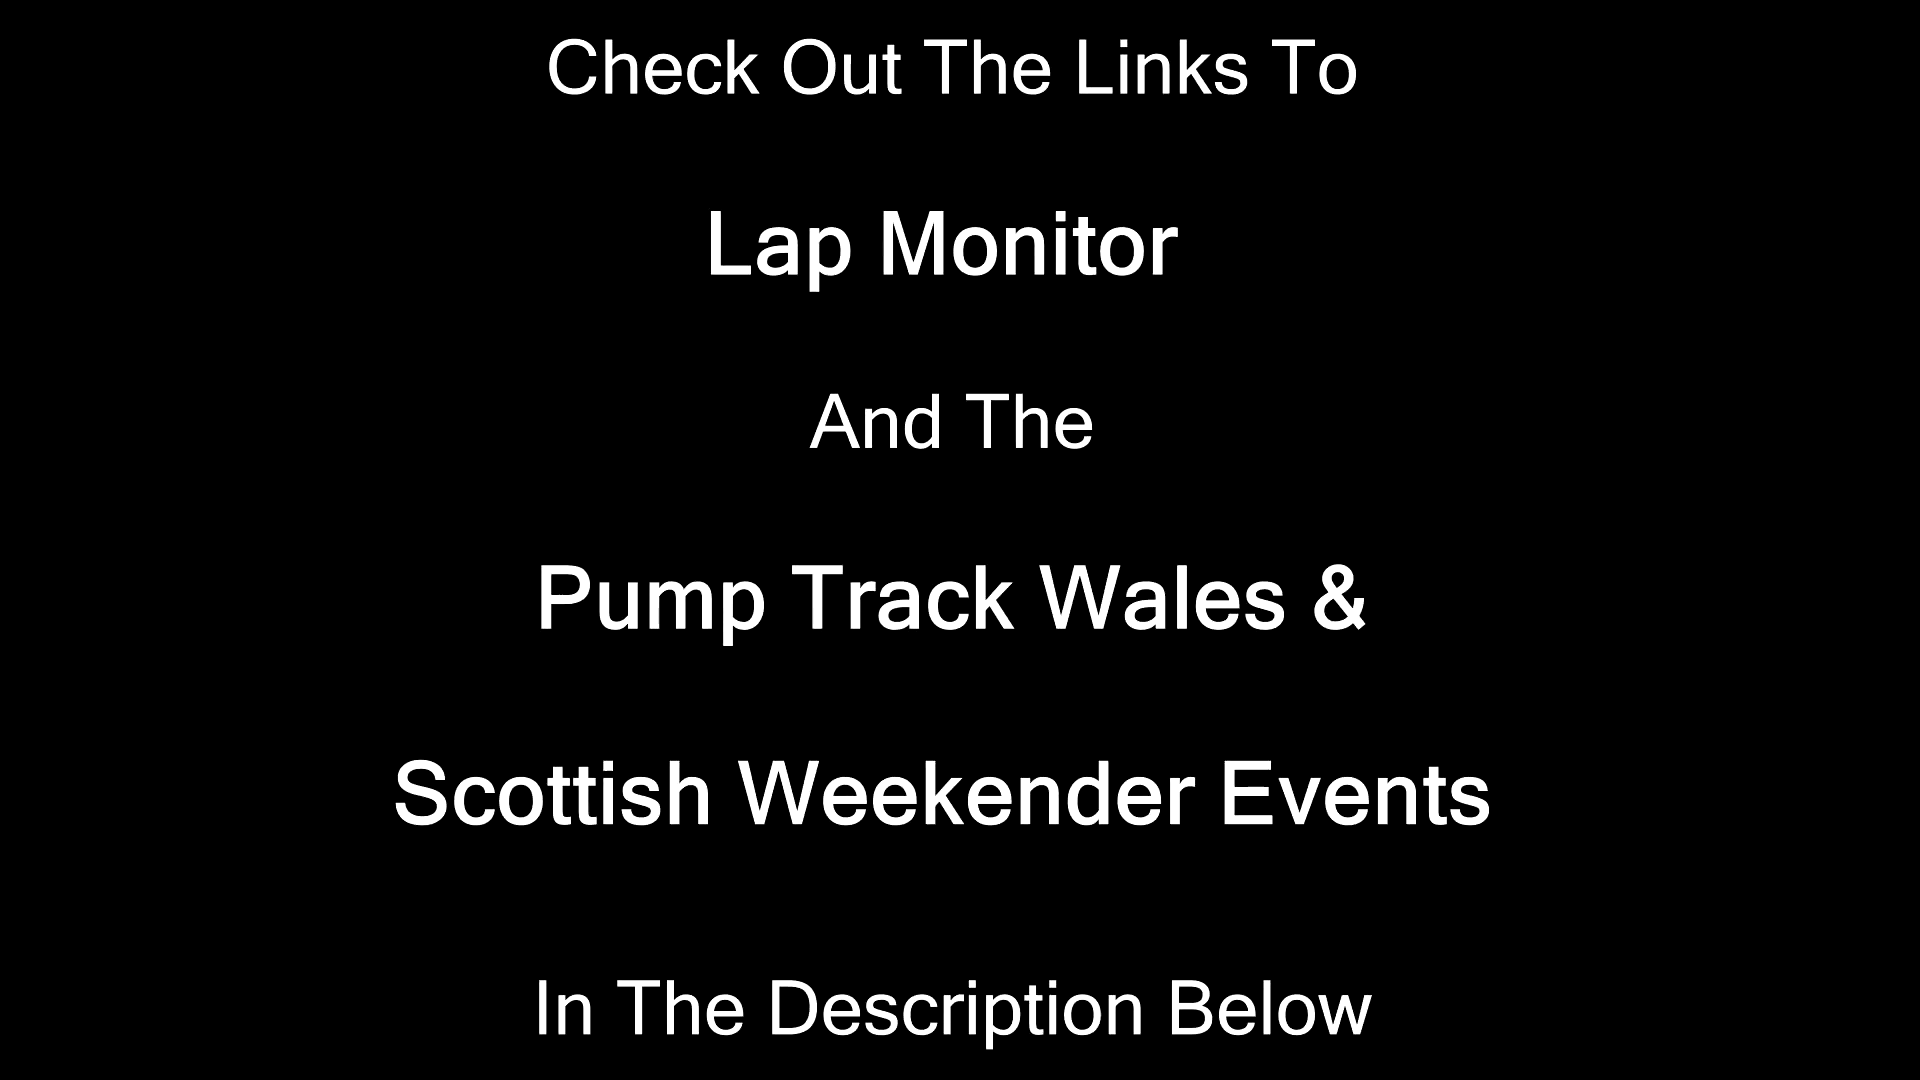 Check Out The Links To
Lap Monitor
And The
Pump Track Wales &
Scottish Weekender Events
In The Description Below